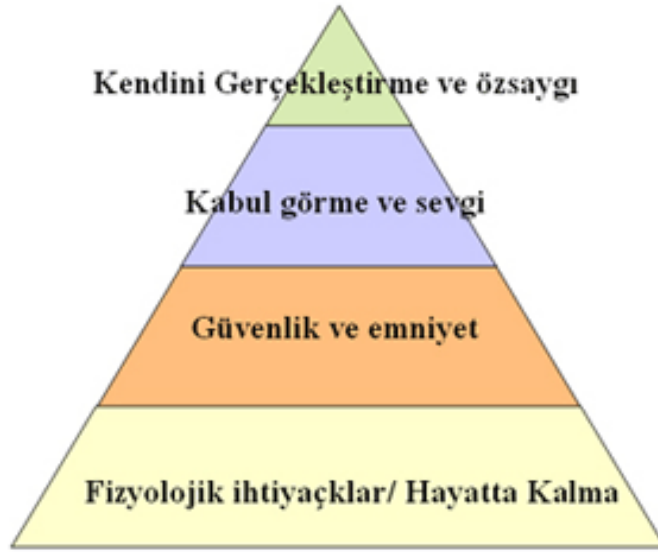 Kendini Gerçekleştirme ve özsaygı
Kabul görme ve sevgi
Güvenlik ve emniyet
Fizyolojik ihtiyaçklar/ Hayatta Kalma